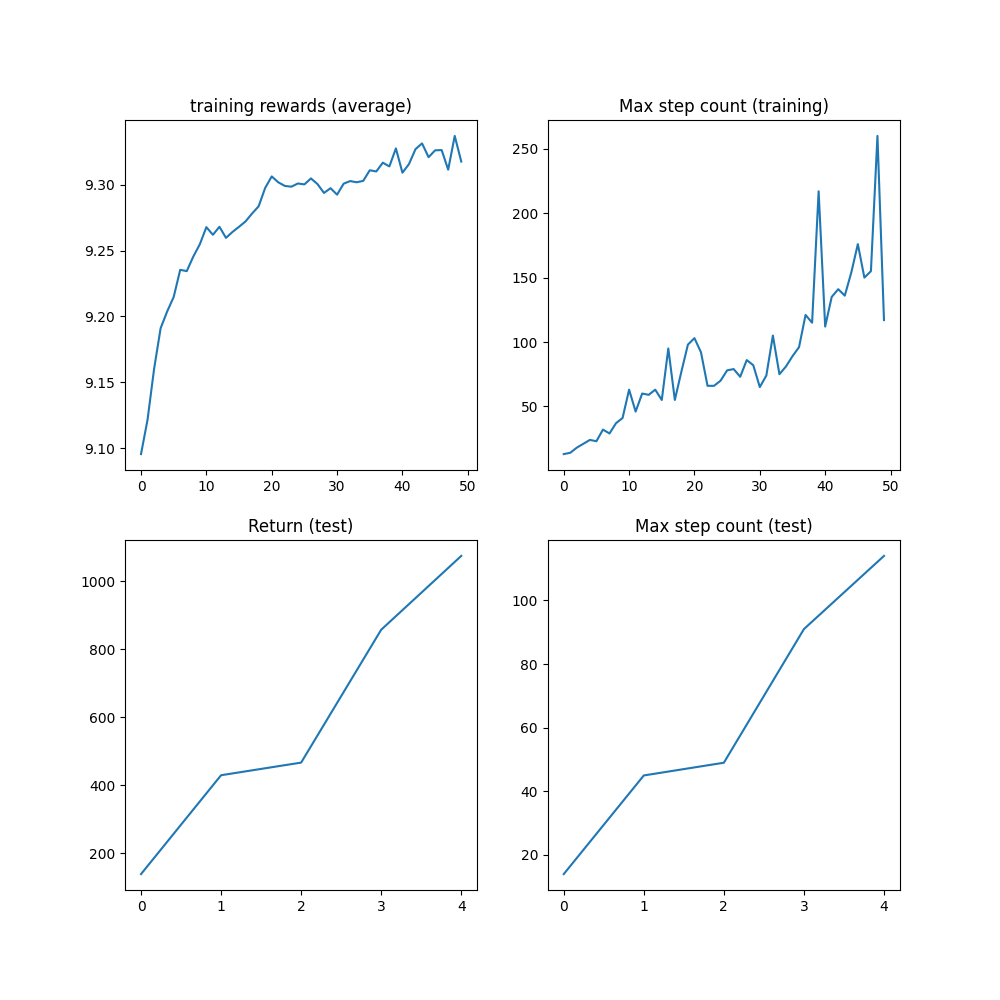 training rewards (average)
9.30
9.25
9.20
9.15
9.10
0 10 20 30 40 50
Max step count (training)
250
200
150
100
50
0 10 20 30 40 50
Return (test)
1000
800
600
400
200
0 1 2 3 4
Max step count (test)
100
80
60
40
20
0 1 2 3 4